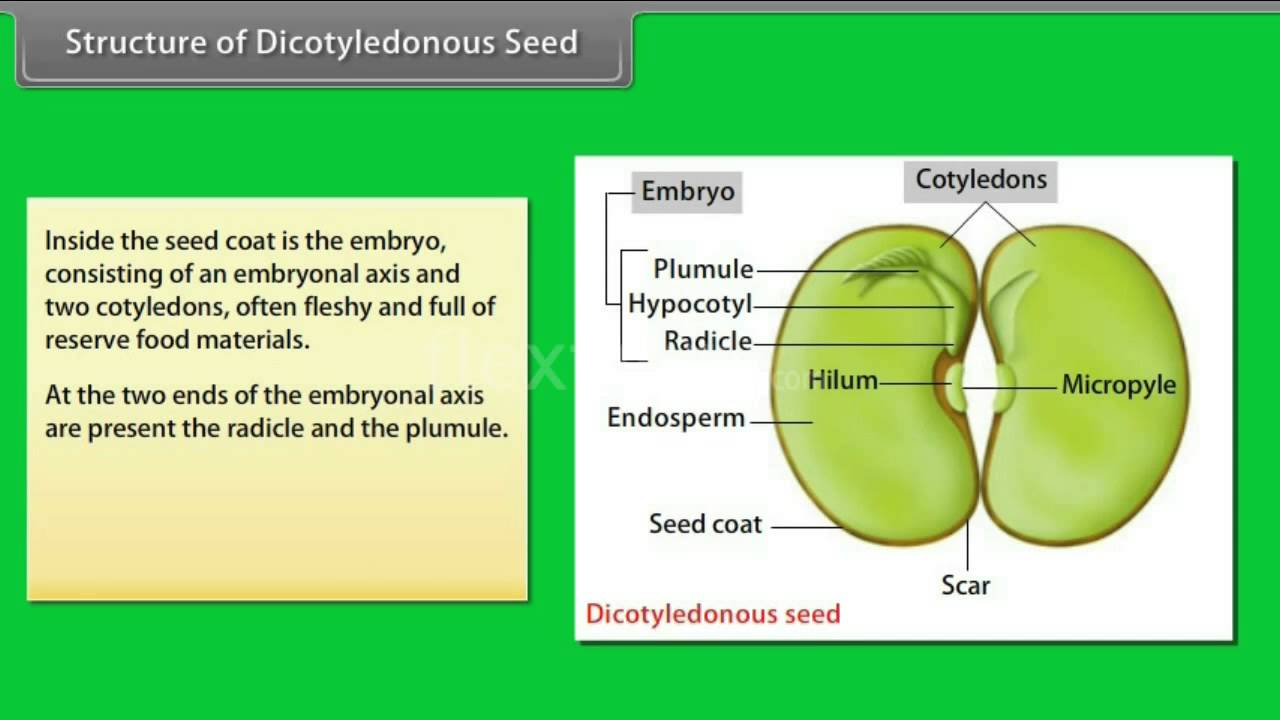 Structure of Dicotyledonous Seed
Inside the seed coat is the embryo,
consisting of an embryonal axis and
two cotyledons, often fleshy and full of
reserve food materials.
At the two ends of the embryonal axis
are present the radicle and the plumule.
Embryo
Cotyledons
Plumule
Hypocotyl
Radicle
Hilum
Micropyle
Endosperm
Seed coat
Scar
Dicotyledonous seed